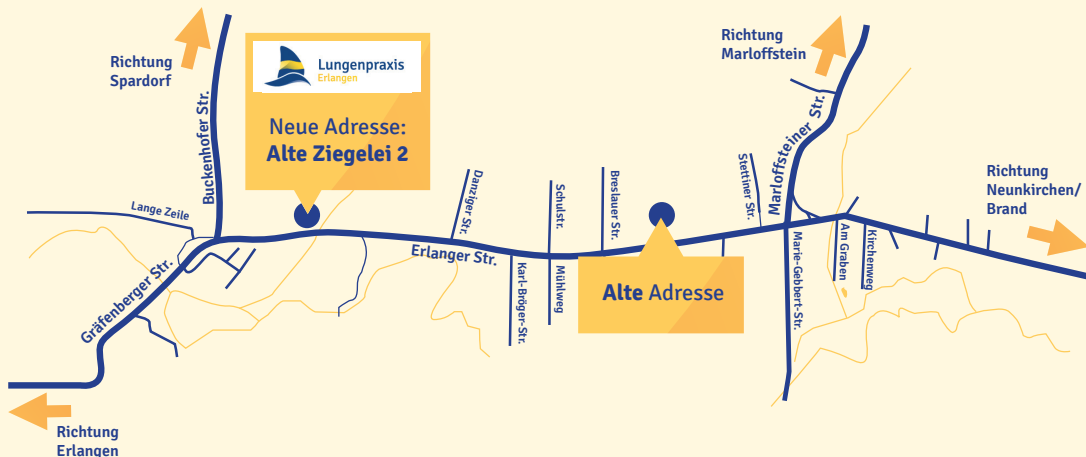 Richtung
Spardorf
Buckenhofer Str.
Lungenpraxis
Erlangen
Neue Adresse:
Alte Ziegelei 2
Richtung
Marloffstein
Marloffsteiner Str.
Richtung
Neunkirchen/
Brand
Lange Zeile
Danziger Str.
Schulstr.
Breslauer Str.
Stettiner Str.
Gräfenberger Str.
Erlanger Str.
Karl-Bröger-Str.
Mühlweg
Alte Adresse
Marie-Gebbert-Str.
Am Graben
Kirchenweg
Richtung
Erlangen